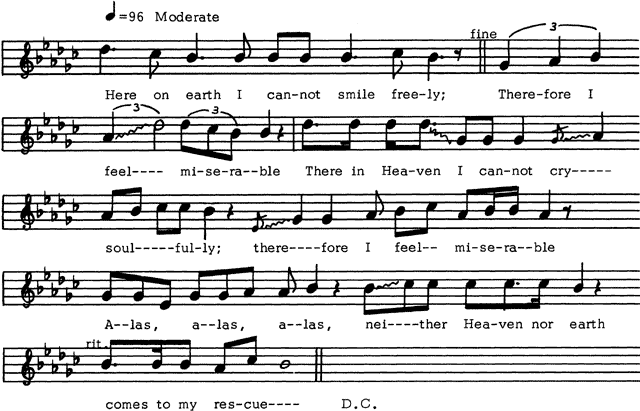 ♩=96 Moderate
fine
3
Here on earth I can-not smile free-ly; There-fore I
3 3
feel---- mi-se-ra--ble There in Hea-ven I can-not cry------
soul-----ful-ly; there----fore I feel-- mi-se-ra--ble
A--las, a--las, a--las, nei----ther Hea-ven nor earth
rit.
comes to my res-cue---- D.C.